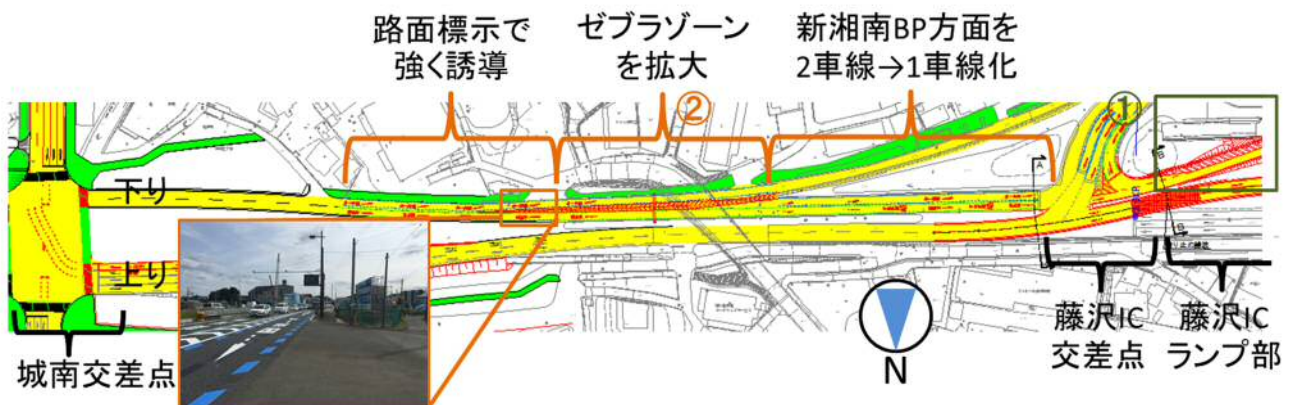 路面標示で
強く誘導
ゼブラゾーン
を拡大
新湘南BP方面を
2車線→1車線化
②
①
下り
上り
A
B
B
城南交差点
N
藤沢IC
交差点
藤沢IC
ランプ部